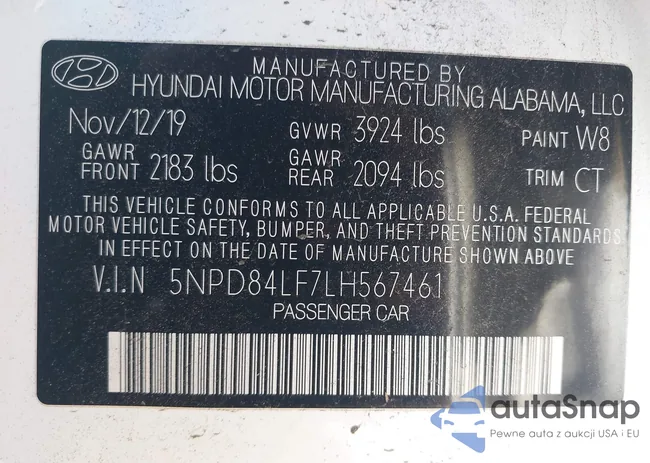 MANUFACTURED BY
HYUNDAI MOTOR MANUFACTURING ALABAMA, LLC
Nov/12/19 GVWR 3924 lbs PAINT W8
GAWR FRONT 2183 lbs GAWR REAR 2094 lbs TRIM CT
THIS VEHICLE CONFORMS TO ALL APPLICABLE U.S.A. FEDERAL
MOTOR VEHICLE SAFETY, BUMPER, AND THEFT PREVENTION STANDARDS
IN EFFECT ON THE DATE OF MANUFACTURE SHOWN ABOVE
V.I.N 5NPD84LF7LH567461
PASSENGER CAR
autaSnap
Pewne auta z aukcji USA i EU